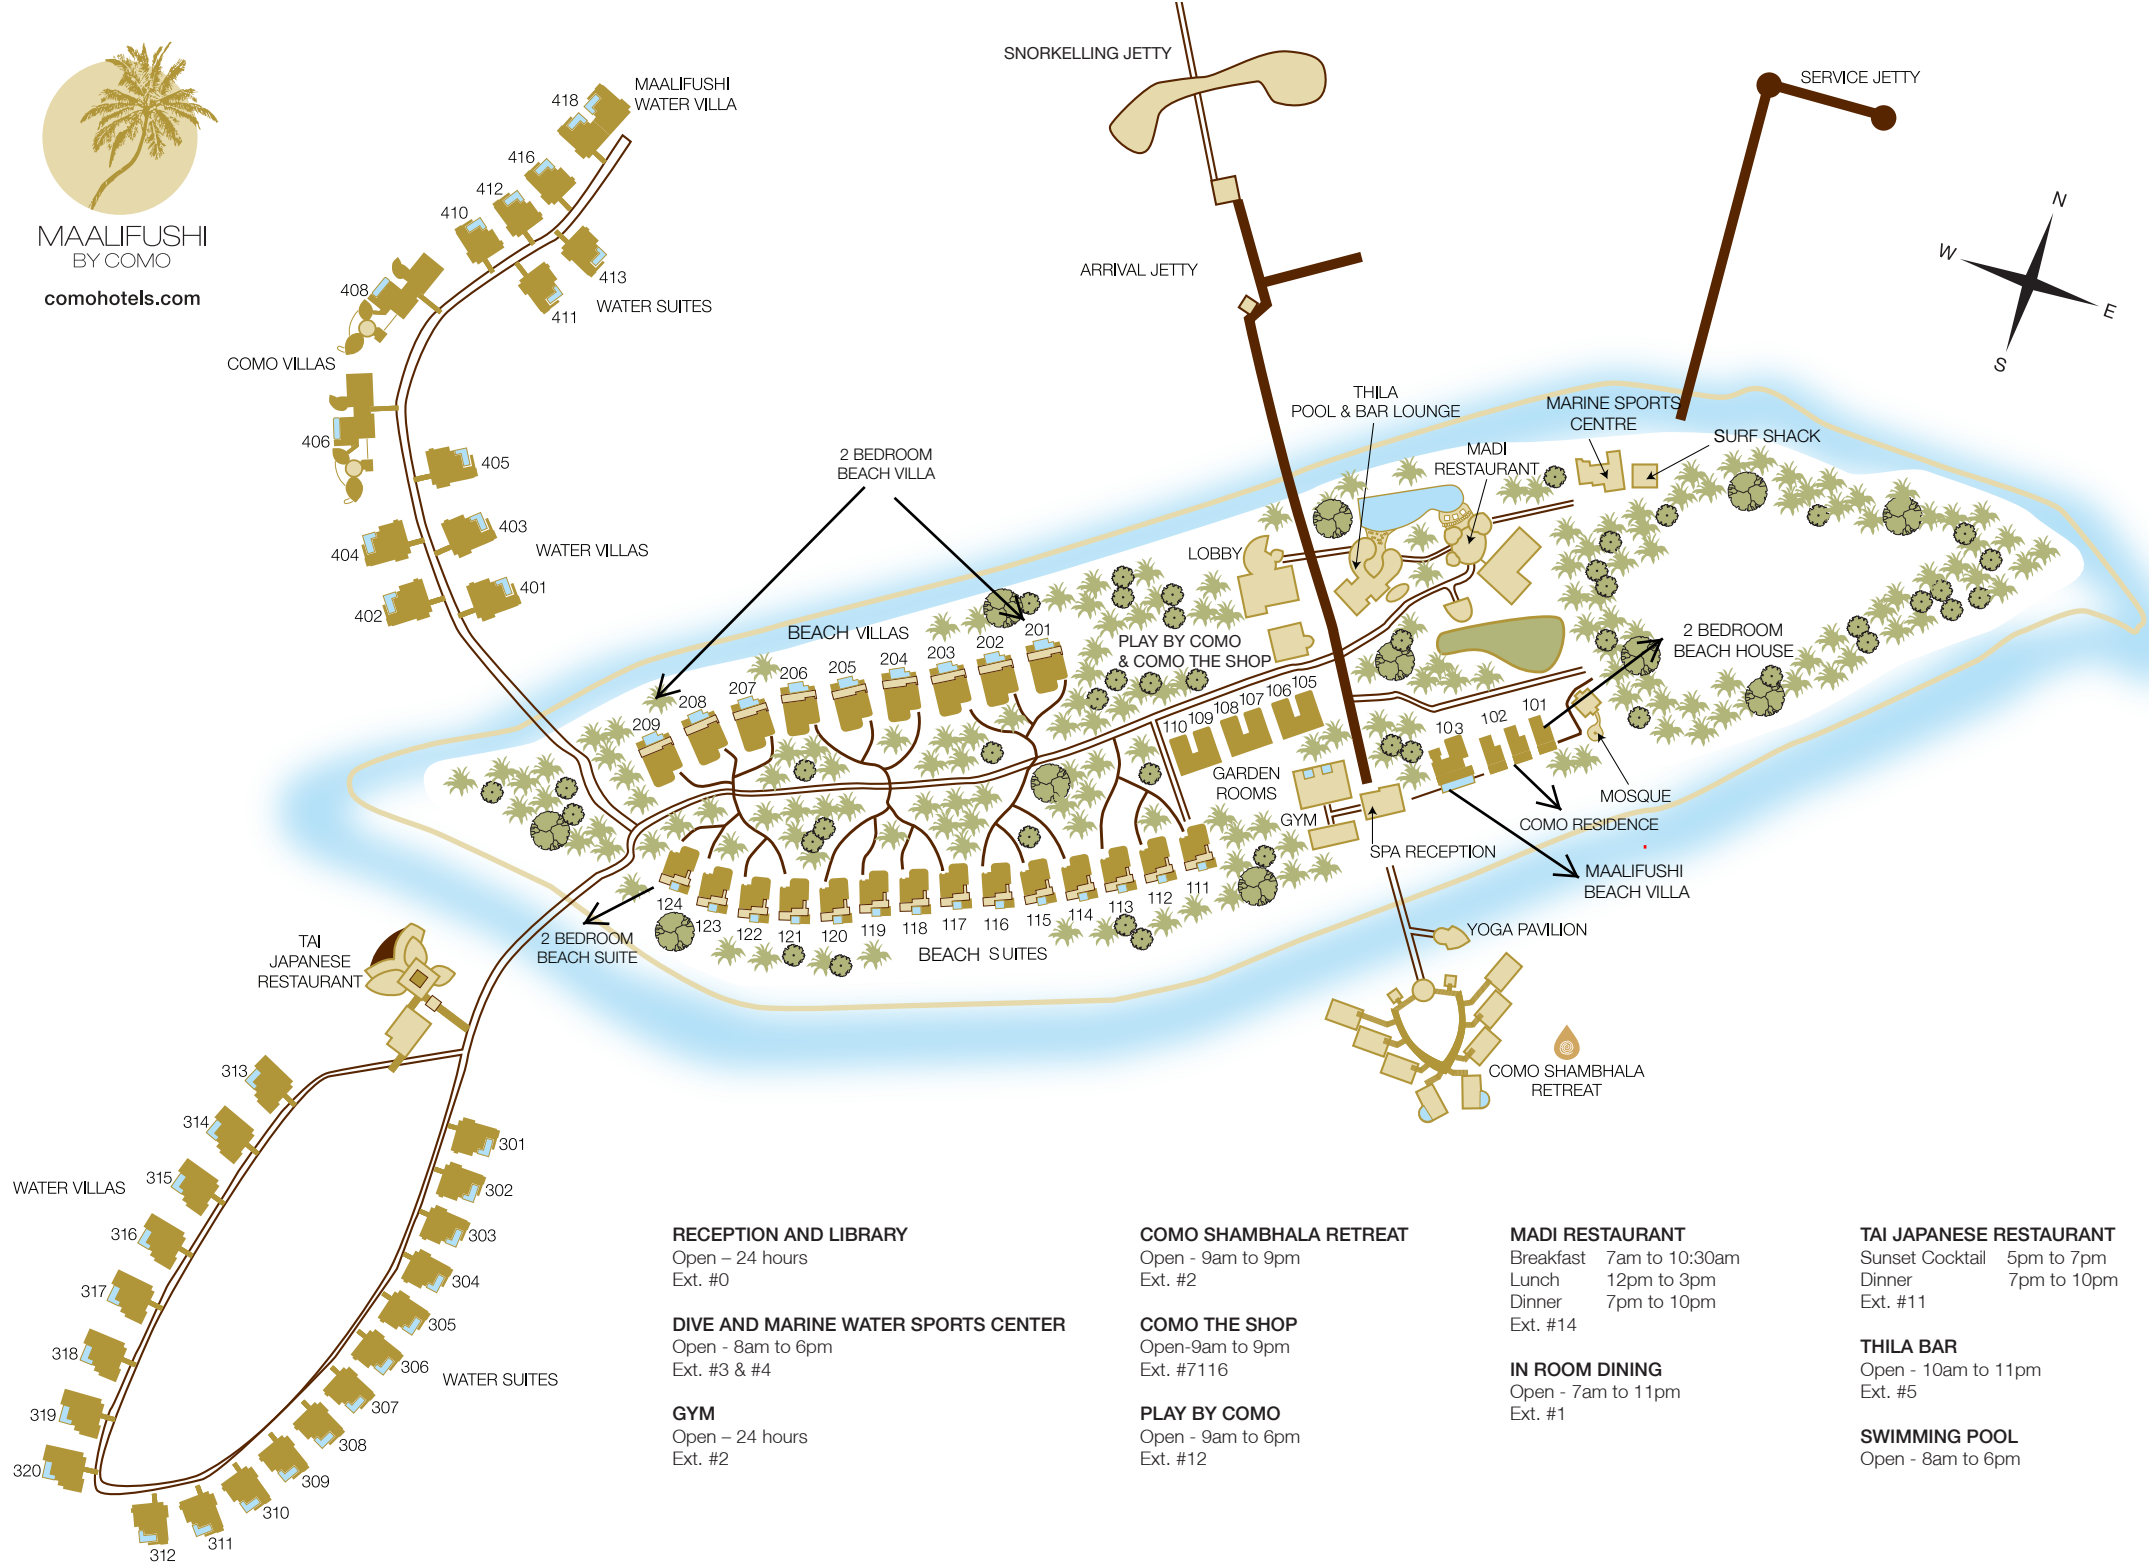 MAALIFUSHI
BY COMO
comohotels.com
418
MAALIFUSHI
WATER VILLA
416
412
410
413
411
WATER SUITES
408
COMO VILLAS
406
405
403
404
WATER VILLAS
401
402
SNORKELLING JETTY
ARRIVAL JETTY
SERVICE JETTY
N
W
E
S
THILA
POOL & BAR LOUNGE
MARINE SPORTS
CENTRE
SURF SHACK
MADI
RESTAURANT
2 BEDROOM
BEACH VILLA
LOBBY
BEACH VILLAS
PLAY BY COMO
& COMO THE SHOP
201
202
203
204
205
206
207
208
209
2 BEDROOM
BEACH HOUSE
105
106
107
108
109
110
101
102
103
GARDEN
ROOMS
GYM
MOSQUE
COMO RESIDENCE
SPA RECEPTION
MAALIFUSHI
BEACH VILLA
111
112
113
114
115
116
117
118
119
120
121
122
123
124
BEACH SUITES
2 BEDROOM
BEACH SUITE
YOGA PAVILION
COMO SHAMBHALA
RETREAT
TAI
JAPANESE
RESTAURANT
313
314
315
WATER VILLAS
316
317
318
319
320
301
302
303
304
305
306
WATER SUITES
307
308
309
310
311
312
RECEPTION AND LIBRARY
Open – 24 hours
Ext. #0
DIVE AND MARINE WATER SPORTS CENTER
Open - 8am to 6pm
Ext. #3 & #4
GYM
Open – 24 hours
Ext. #2
COMO SHAMBHALA RETREAT
Open - 9am to 9pm
Ext. #2
COMO THE SHOP
Open-9am to 9pm
Ext. #7116
PLAY BY COMO
Open - 9am to 6pm
Ext. #12
MADI RESTAURANT
Breakfast 7am to 10:30am
Lunch 12pm to 3pm
Dinner 7pm to 10pm
Ext. #14
IN ROOM DINING
Open - 7am to 11pm
Ext. #1
TAI JAPANESE RESTAURANT
Sunset Cocktail 5pm to 7pm
Dinner 7pm to 10pm
Ext. #11
THILA BAR
Open - 10am to 11pm
Ext. #5
SWIMMING POOL
Open - 8am to 6pm